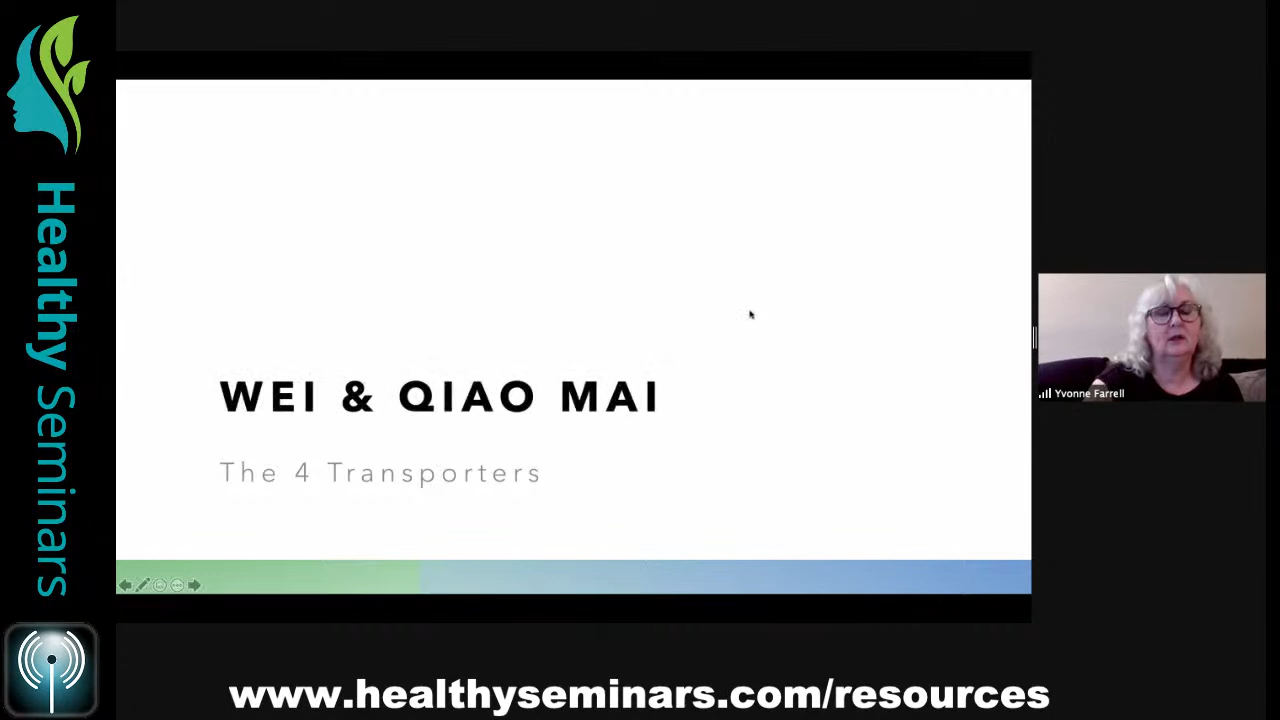 Healthy Seminars
WEI & QIAO MAI
The 4 Transporters
Yvonne Farrell
www.healthyseminars.com/resources